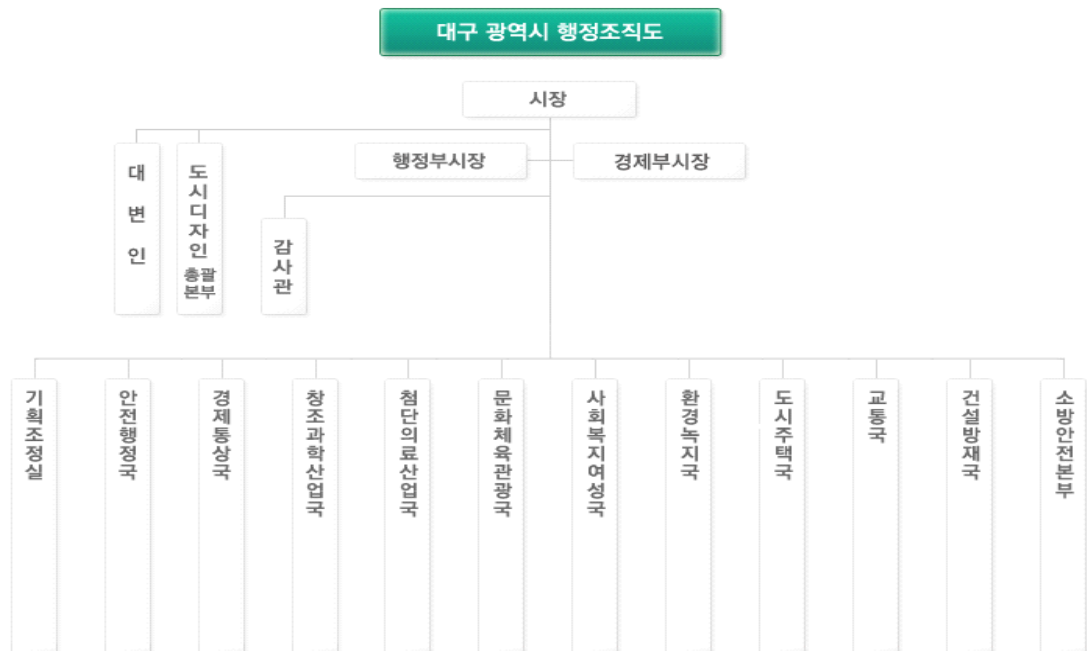 대구 광역시 행정조직도
시장
행정부시장
경제부시장
대변인
도시디자인
총괄
본부
감사관
기획조정실
안전행정국
경제통상국
창조과학산업국
첨단의료산업국
문화체육관광국
사회복지여성국
환경녹지국
도시주택국
교통국
건설방재국
소방안전본부